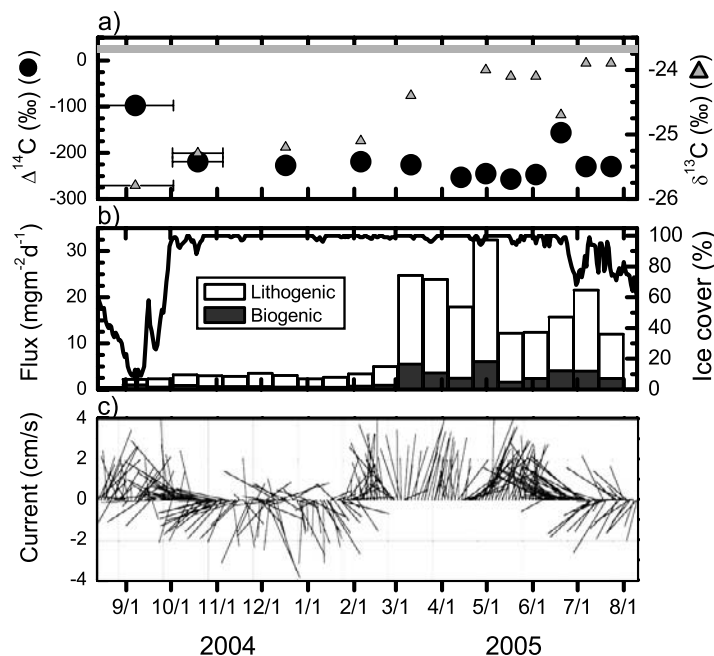 a)
Δ¹⁴C (‰) (●)
0
-100
-200
-300
-24
-25
-26
δ¹³C (‰) (▲)
b)
Flux (mgm⁻²d⁻¹)
30
20
10
0
Lithogenic
Biogenic
100
80
60
40
20
0
Ice cover (%)
c)
Current (cm/s)
4
2
0
-2
-4
9/1 10/1 11/1 12/1 1/1 2/1 3/1 4/1 5/1 6/1 7/1 8/1
2004 2005